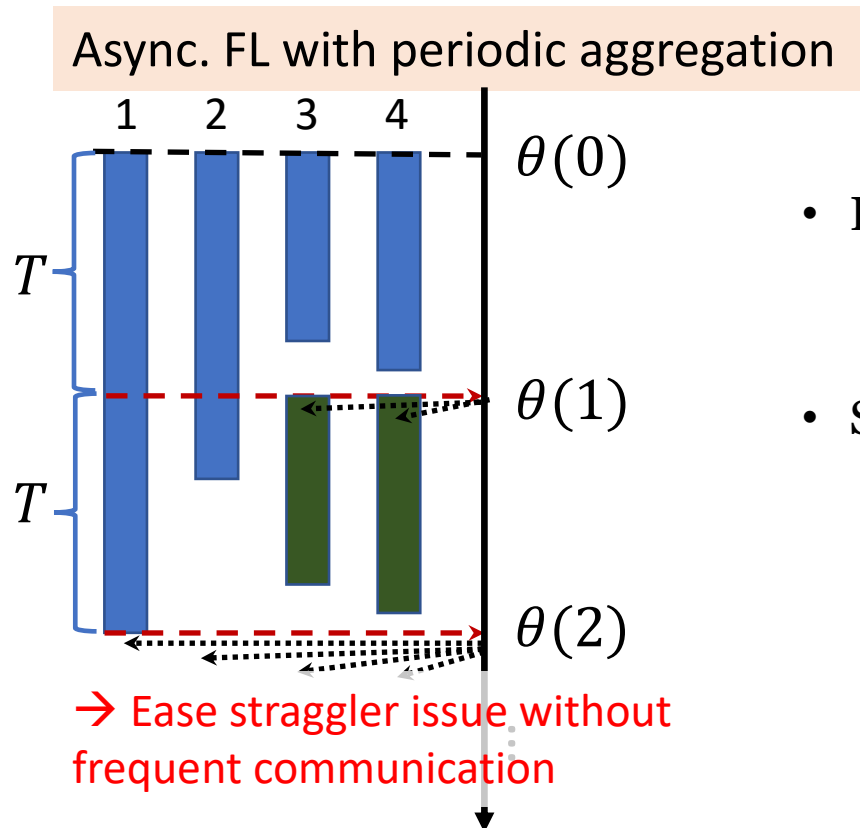 Async. FL with periodic aggregation
1 2 3 4
θ(0)
T
θ(1)
T
θ(2)
→ Ease straggler issue without
frequent communication